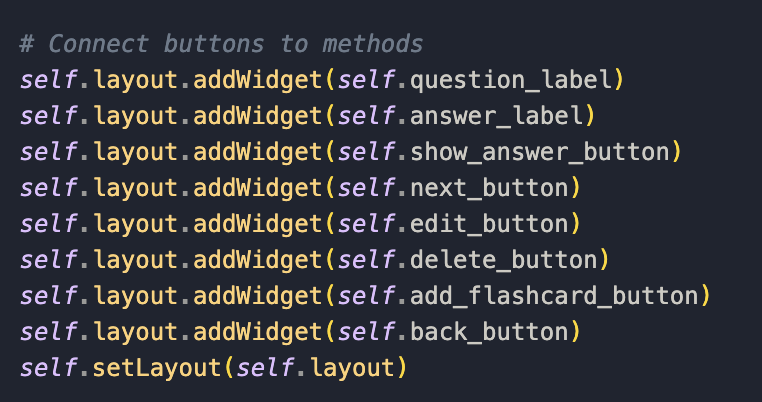 # Connect buttons to methods
self.layout.addWidget(self.question_label)
self.layout.addWidget(self.answer_label)
self.layout.addWidget(self.show_answer_button)
self.layout.addWidget(self.next_button)
self.layout.addWidget(self.edit_button)
self.layout.addWidget(self.delete_button)
self.layout.addWidget(self.add_flashcard_button)
self.layout.addWidget(self.back_button)
self.setLayout(self.layout)